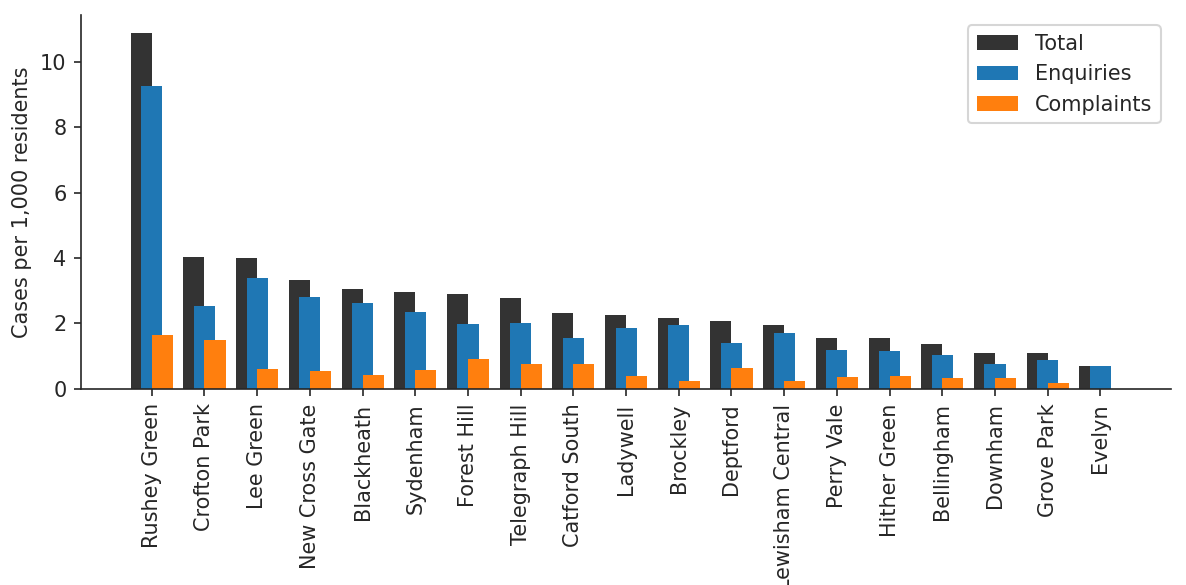 Cases per 1,000 residents
10
8
6
4
2
0
Total
Enquiries
Complaints
Rushey Green
Crofton Park
Lee Green
New Cross Gate
Blackheath
Sydenham
Forest Hill
Telegraph Hill
Catford South
Ladywell
Brockley
Deptford
Lewisham Central
Perry Vale
Hither Green
Bellingham
Downham
Grove Park
Evelyn